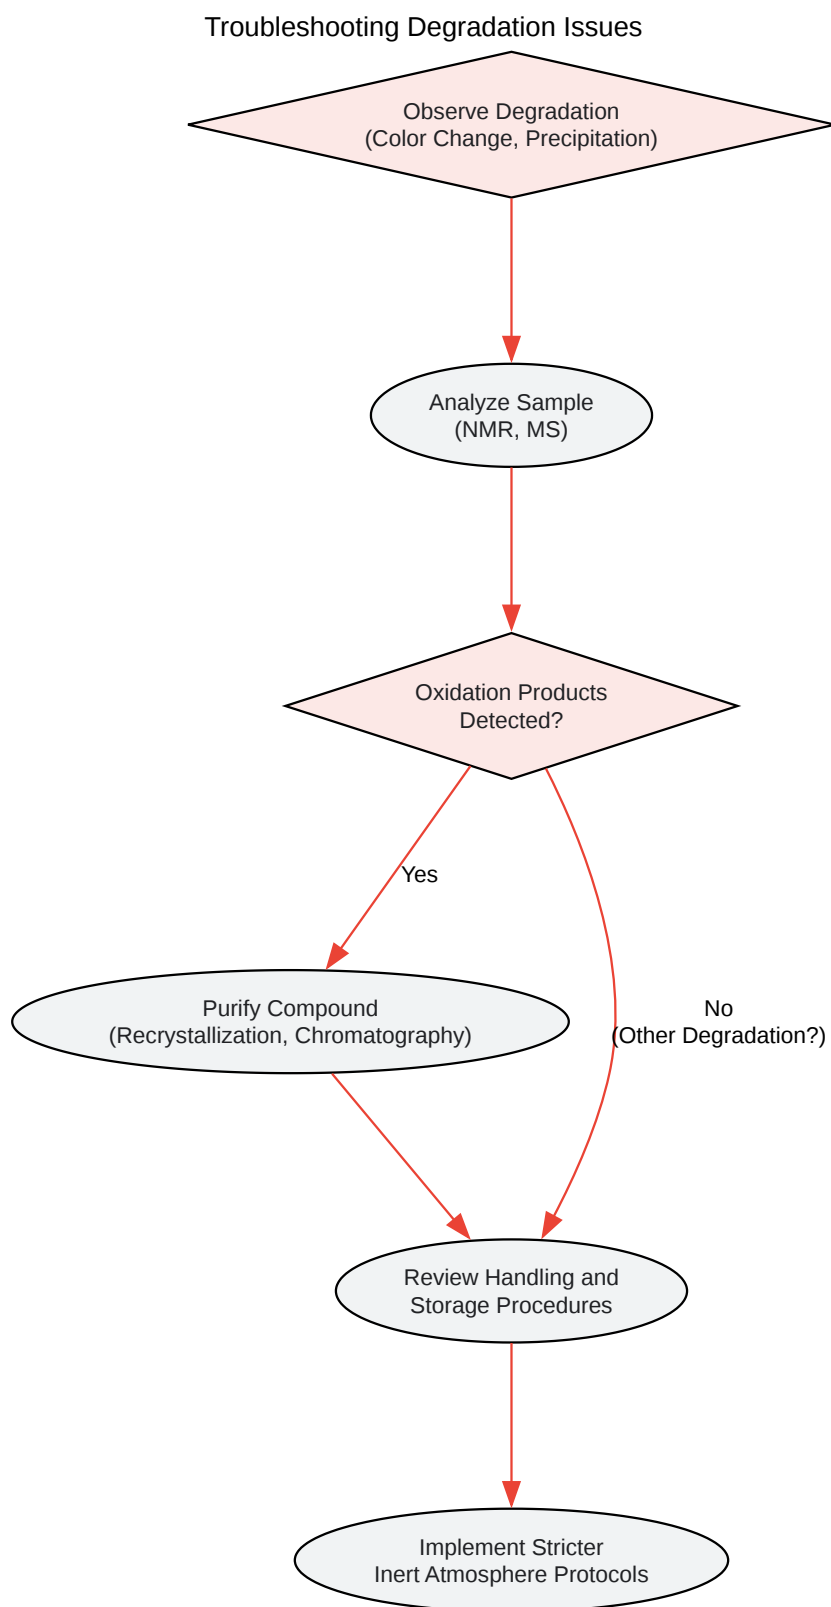 Troubleshooting Degradation Issues
Observe Degradation
(Color Change, Precipitation)
Analyze Sample
(NMR, MS)
Oxidation Products
Detected?
Yes
Purify Compound
(Recrystallization, Chromatography)
No
(Other Degradation?)
Review Handling and
Storage Procedures
Implement Stricter
Inert Atmosphere Protocols